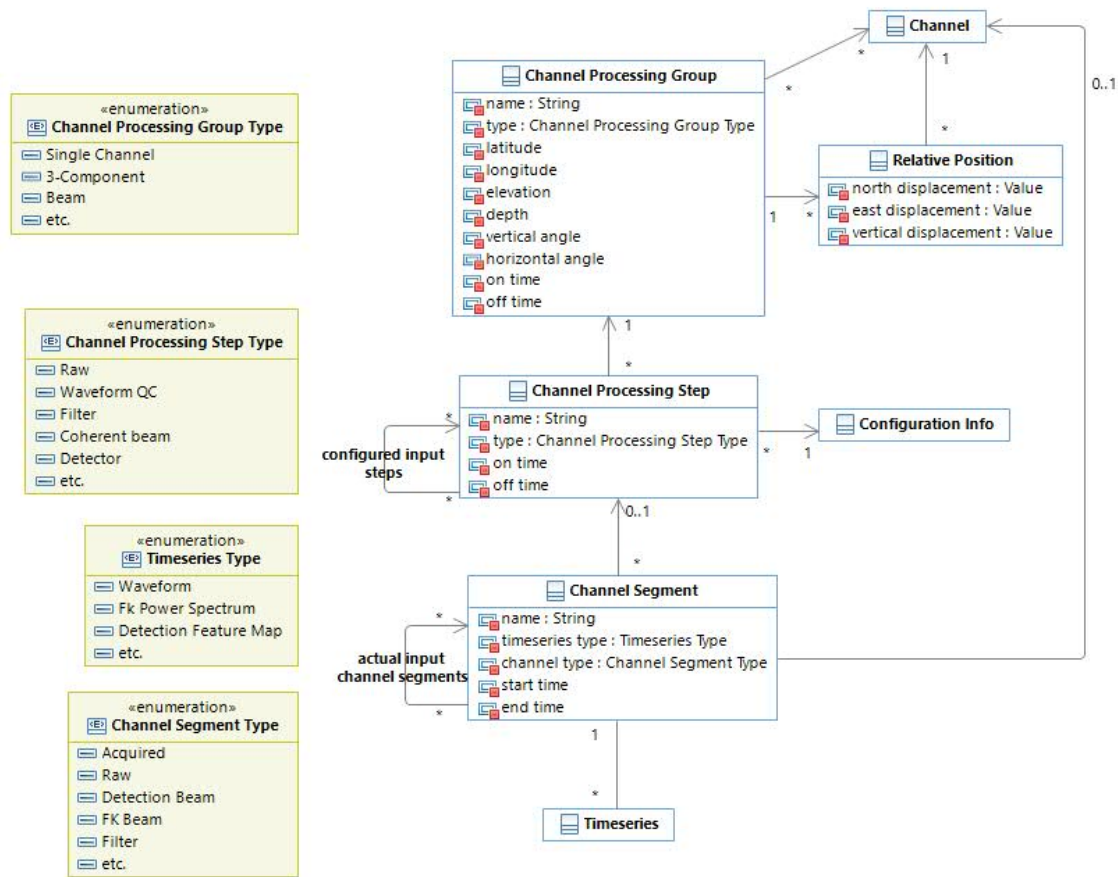 Channel
*
*
1
0..1
Channel Processing Group
name : String
type : Channel Processing Group Type
latitude
longitude
elevation
depth
vertical angle
horizontal angle
on time
off time
«enumeration»
<E> Channel Processing Group Type
Single Channel
3-Component
Beam
etc.
*
Relative Position
north displacement : Value
east displacement : Value
vertical displacement : Value
1
*
«enumeration»
<E> Channel Processing Step Type
Raw
Waveform QC
Filter
Coherent beam
Detector
etc.
1
*
Channel Processing Step
name : String
type : Channel Processing Step Type
on time
off time
*
configured input
steps
*
*
1
Configuration Info
0..1
*
«enumeration»
<E> Timeseries Type
Waveform
Fk Power Spectrum
Detection Feature Map
etc.
Channel Segment
name : String
timeseries type : Timeseries Type
channel type : Channel Segment Type
start time
end time
*
actual input
channel segments
*
«enumeration»
<E> Channel Segment Type
Acquired
Raw
Detection Beam
FK Beam
Filter
etc.
1
*
Timeseries